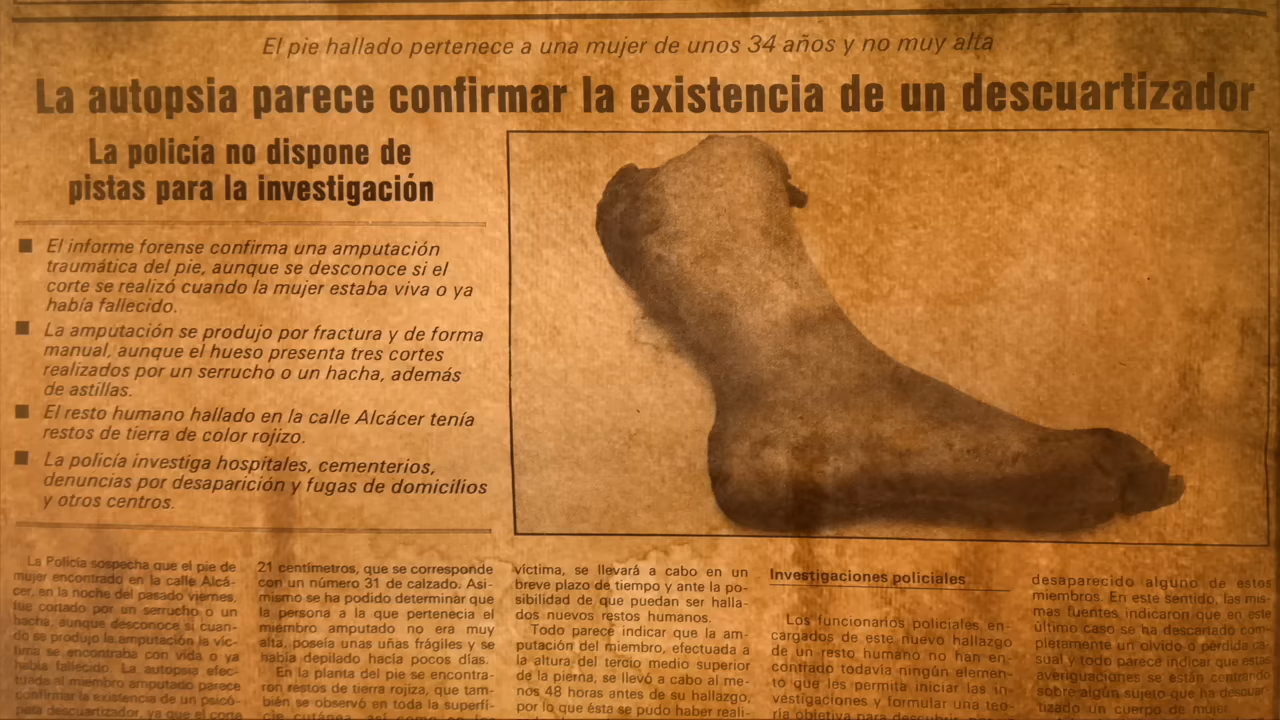 El pie hallado pertenece a una mujer de unos 34 años y no muy alta
La autopsia parece confirmar la existencia de un descuartizador
La policía no dispone de
pistas para la investigación
El informe forense confirma una amputación
traumática del pie, aunque se desconoce si el
corte se realizó cuando la mujer estaba viva o ya
había fallecido.
La amputación se produjo por fractura y de forma
manual, aunque el hueso presenta tres cortes
realizados por un serrucho o un hacha, además
de astillas.
El resto humano hallado en la calle Alcácer tenía
restos de tierra de color rojizo.
La policía investiga hospitales, cementerios,
denuncias por desaparición y fugas de domicilios
y otros centros.
La Policía sospecha que el pie de
mujer encontrado en la calle Alcá-
cer, en la noche del pasado viernes,
fue cortado por un serrucho o un
hacha, aunque desconoce si cuan-
do se produjo la amputación la víc-
tima se encontraba con vida o ya
había fallecido. La autopsia efec-
tuada al miembro amputado parece
confirmar la existencia de un psicó-
pata descuartizador, ya que el corte
21 centímetros, que se corresponde
con un número 31 de calzado. Asi-
mismo se ha podido determinar que
la persona a la que pertenecía el
miembro amputado no era muy
alta, poseía unas uñas frágiles y se
había depilado hacía pocos días.
En la planta del pie se encontra-
ron restos de tierra rojiza, que tam-
bién se observó en toda la superfi-
cie cutánea, así como en los
víctima, se llevará a cabo en un
breve plazo de tiempo y ante la po-
sibilidad de que puedan ser halla-
dos nuevos restos humanos.
Todo parece indicar que la am-
putación del miembro, efectuada a
la altura del tercio medio superior
de la pierna, se llevó a cabo al me-
nos 48 horas antes de su hallazgo,
por lo que ésta se pudo haber reali-
Investigaciones policiales
Los funcionarios policiales en-
cargados de este nuevo hallazgo
de un resto humano no han en-
contrado todavía ningún elemen-
to que les permita iniciar las in-
vestigaciones y formular una teo-
ría objetiva para descubrir
desaparecido alguno de estos
miembros. En este sentido, las mis-
mas fuentes indicaron que en este
último caso se ha descartado com-
pletamente un olvido o pérdida ca-
sual y todo parece indicar que estas
averiguaciones se están centrando
sobre algún sujeto que ha descuar-
tizado un cuerpo de mujer.